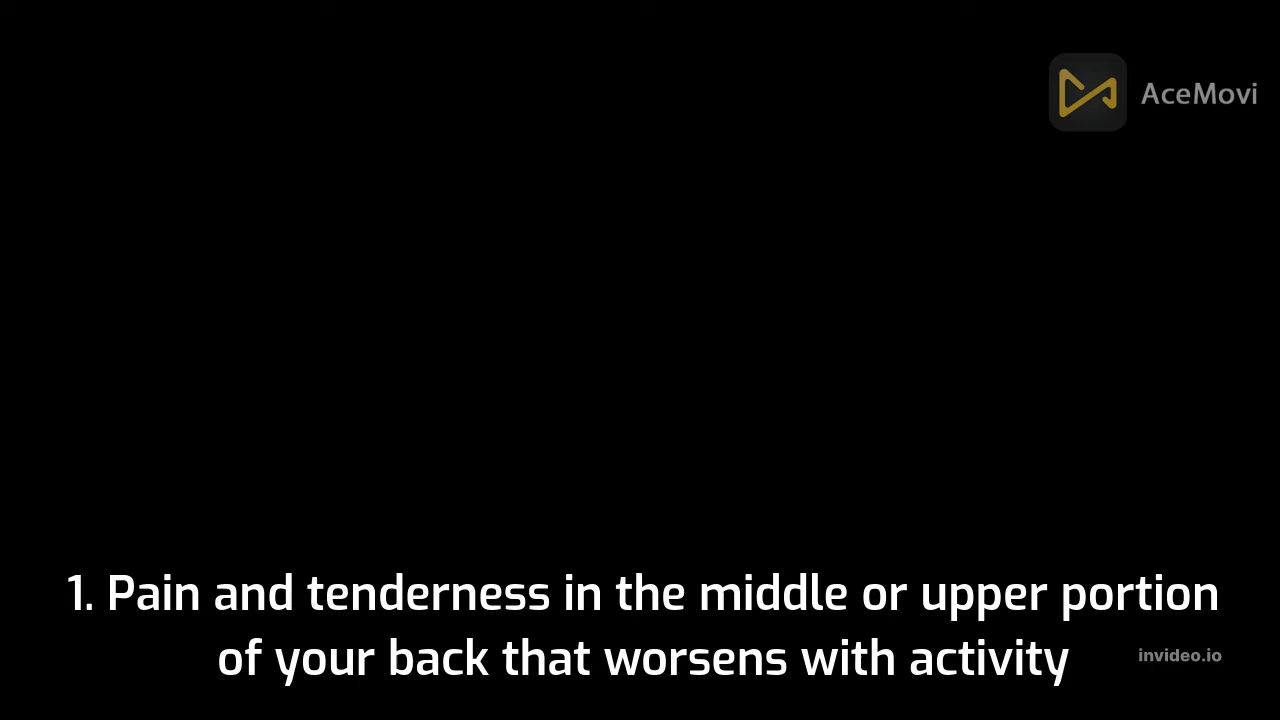 AceMovi
1. Pain and tenderness in the middle or upper portion
of your back that worsens with activity
invideo.io